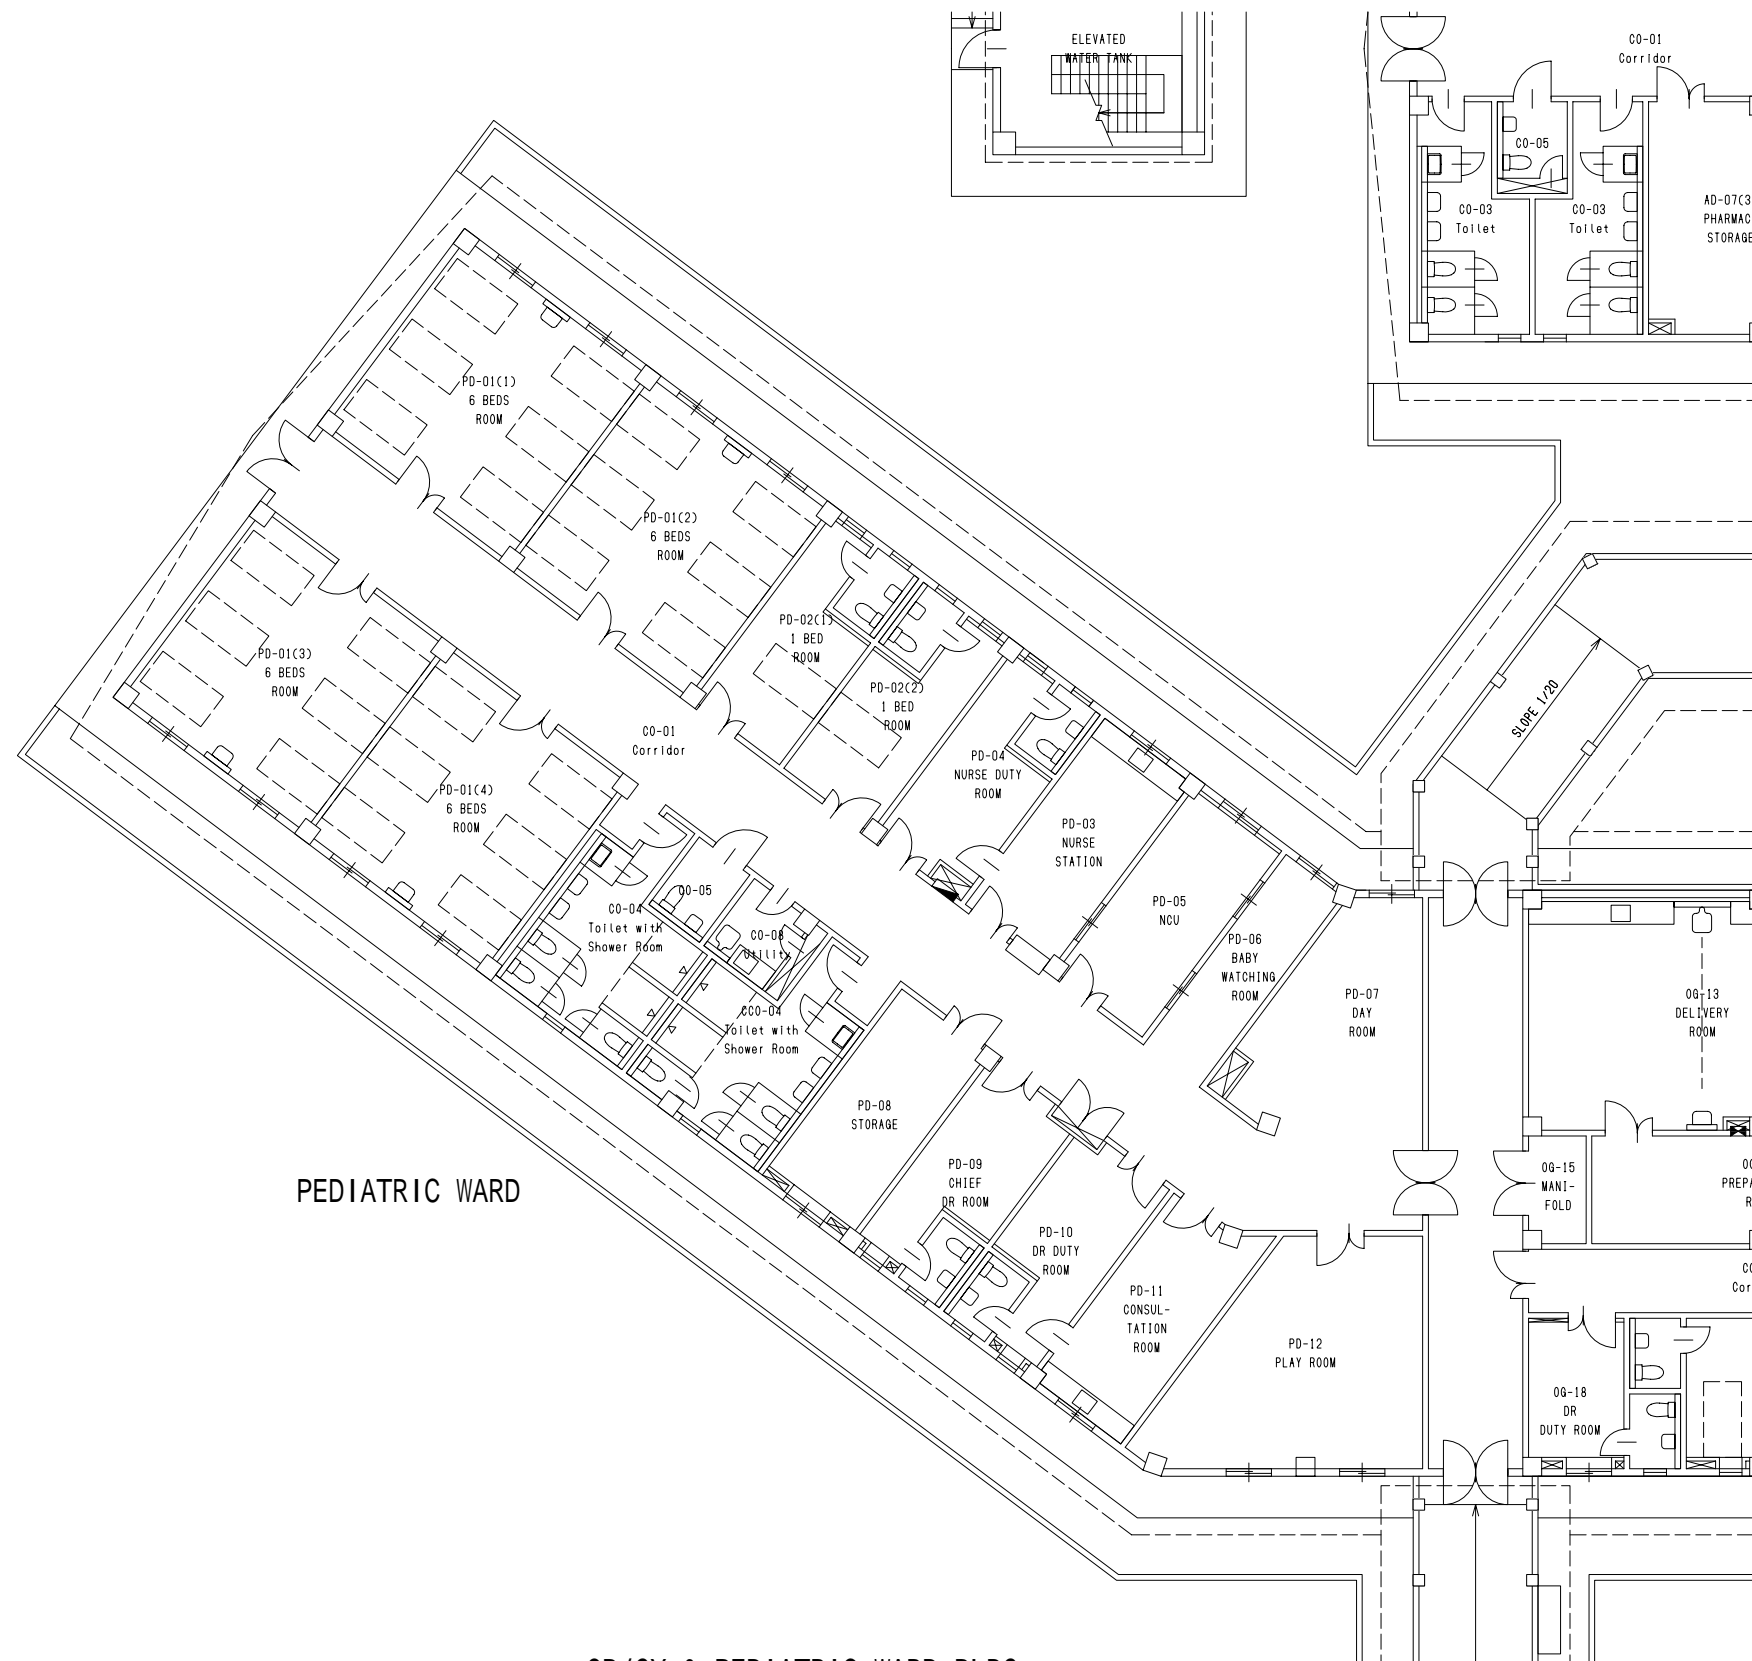 ELEVATED
WATER TANK
CO-01
Corridor
CO-05
CO-03
Toilet
CO-03
Toilet
AD-07(3
PHARMAC
STORAGE
PD-01(1)
6 BEDS
ROOM
PD-01(2)
6 BEDS
ROOM
PD-02(1)
1 BED
ROOM
PD-01(3)
6 BEDS
ROOM
PD-02(2)
1 BED
ROOM
SLOPE 1/20
CO-01
Corridor
PD-04
NURSE DUTY
ROOM
PD-01(4)
6 BEDS
ROOM
PD-03
NURSE
STATION
CO-05
PD-05
NCU
CO-04
Toilet with
Shower Room
CO-08
Utility
PD-06
BABY
WATCHING
ROOM
PD-07
DAY
ROOM
OG-13
DELIVERY
ROOM
CCO-04
Toilet with
Shower Room
PD-08
STORAGE
PD-09
CHIEF
DR ROOM
OG-15
MANI-
FOLD
PREPA
R
PEDIATRIC WARD
PD-10
DR DUTY
ROOM
Cor
PD-11
CONSUL-
TATION
ROOM
PD-12
PLAY ROOM
OG-18
DR
DUTY ROOM